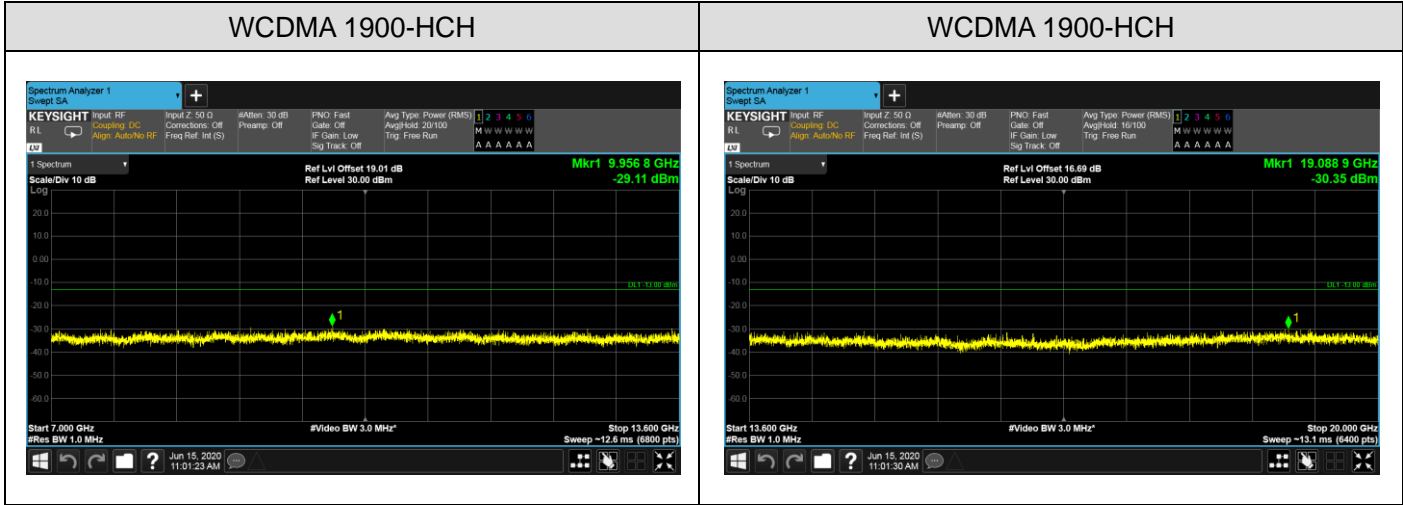 WCDMA 1900-HCH
Spectrum Analyzer 1
Swept SA
+
KEYSIGHT
RL
LXI
Input: RF
Coupling: DC
Align: Auto/No RF
Input Z: 50 Ω
Corrections: Off
Freq Ref: Int (S)
#Atten: 30 dB
Preamp: Off
PNO: Fast
Gate: Off
IF Gain: Low
Sig Track: Off
Avg Type: Power (RMS)
Avg|Hold: 20/100
Trig: Free Run
1 2 3 4 5 6
M W W W W W
A A A A A A
1 Spectrum
Scale/Div 10 dB
Log
Ref Lvl Offset 19.01 dB
Ref Level 30.00 dBm
Mkr1 9.956 8 GHz
-29.11 dBm
20.0
10.0
0.00
-10.0
DL1 -13.00 dBm
-20.0
1
-30.0
-40.0
-50.0
-60.0
Start 7.000 GHz
#Res BW 1.0 MHz
#Video BW 3.0 MHz*
Stop 13.600 GHz
Sweep ~12.6 ms (6800 pts)
?
Jun 15, 2020
11:01:23 AM
WCDMA 1900-HCH
Spectrum Analyzer 1
Swept SA
+
KEYSIGHT
RL
LXI
Input: RF
Coupling: DC
Align: Auto/No RF
Input Z: 50 Ω
Corrections: Off
Freq Ref: Int (S)
#Atten: 30 dB
Preamp: Off
PNO: Fast
Gate: Off
IF Gain: Low
Sig Track: Off
Avg Type: Power (RMS)
Avg|Hold: 16/100
Trig: Free Run
1 2 3 4 5 6
M W W W W W
A A A A A A
1 Spectrum
Scale/Div 10 dB
Log
Ref Lvl Offset 16.69 dB
Ref Level 30.00 dBm
Mkr1 19.088 9 GHz
-30.35 dBm
20.0
10.0
0.00
-10.0
DL1 -13.00 dBm
-20.0
1
-30.0
-40.0
-50.0
-60.0
Start 13.600 GHz
#Res BW 1.0 MHz
#Video BW 3.0 MHz*
Stop 20.000 GHz
Sweep ~13.1 ms (6400 pts)
?
Jun 15, 2020
11:01:30 AM